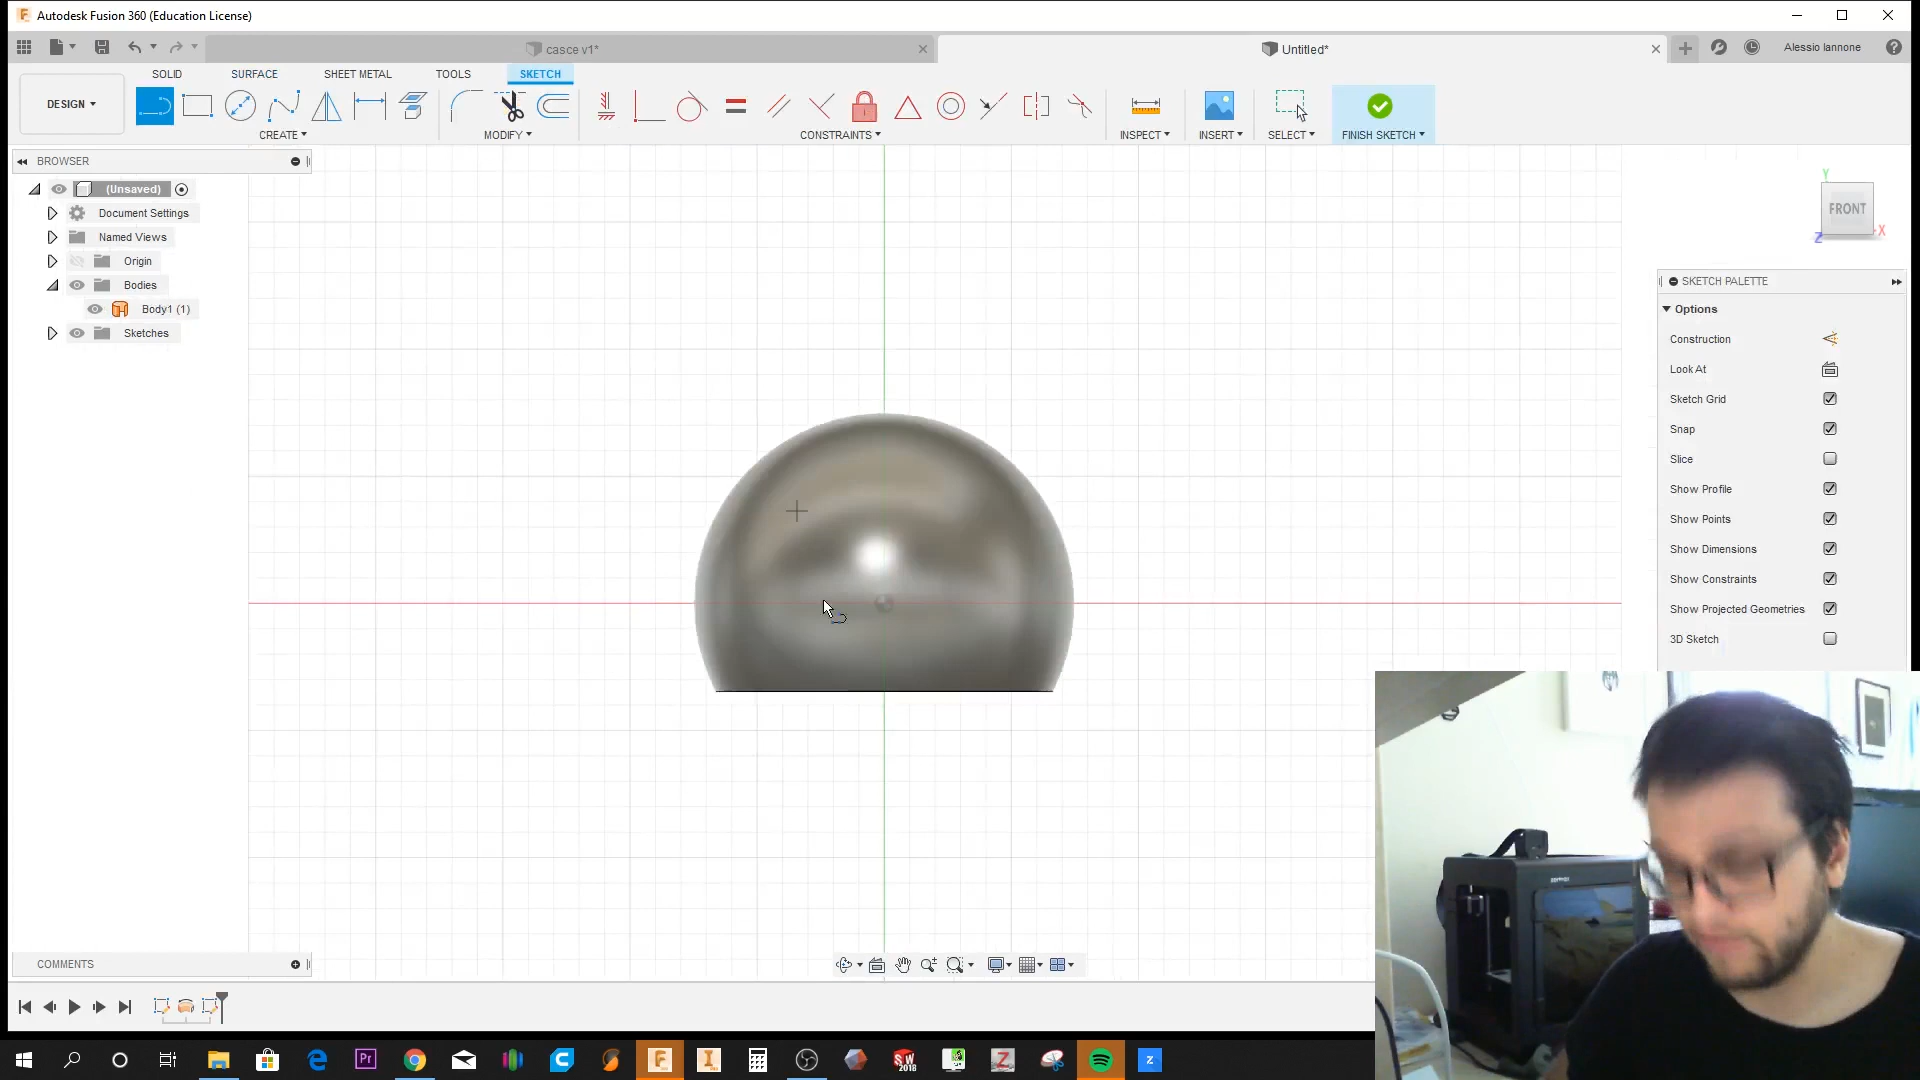 Autodesk Fusion 360 (Education License)
casce v1*
Untitled*
Alessio Iannone
SOLID SURFACE SHEET METAL TOOLS SKETCH
DESIGN
CREATE MODIFY CONSTRAINTS INSPECT INSERT SELECT FINISH SKETCH
BROWSER
(Unsaved)
Document Settings
Named Views
Origin
Bodies
Body1 (1)
Sketches
Y
FRONT
X
Z
SKETCH PALETTE
Options
Construction
Look At
Sketch Grid
Snap
Slice
Show Profile
Show Points
Show Dimensions
Show Constraints
Show Projected Geometries
3D Sketch
COMMENTS
Pr
SW
2018